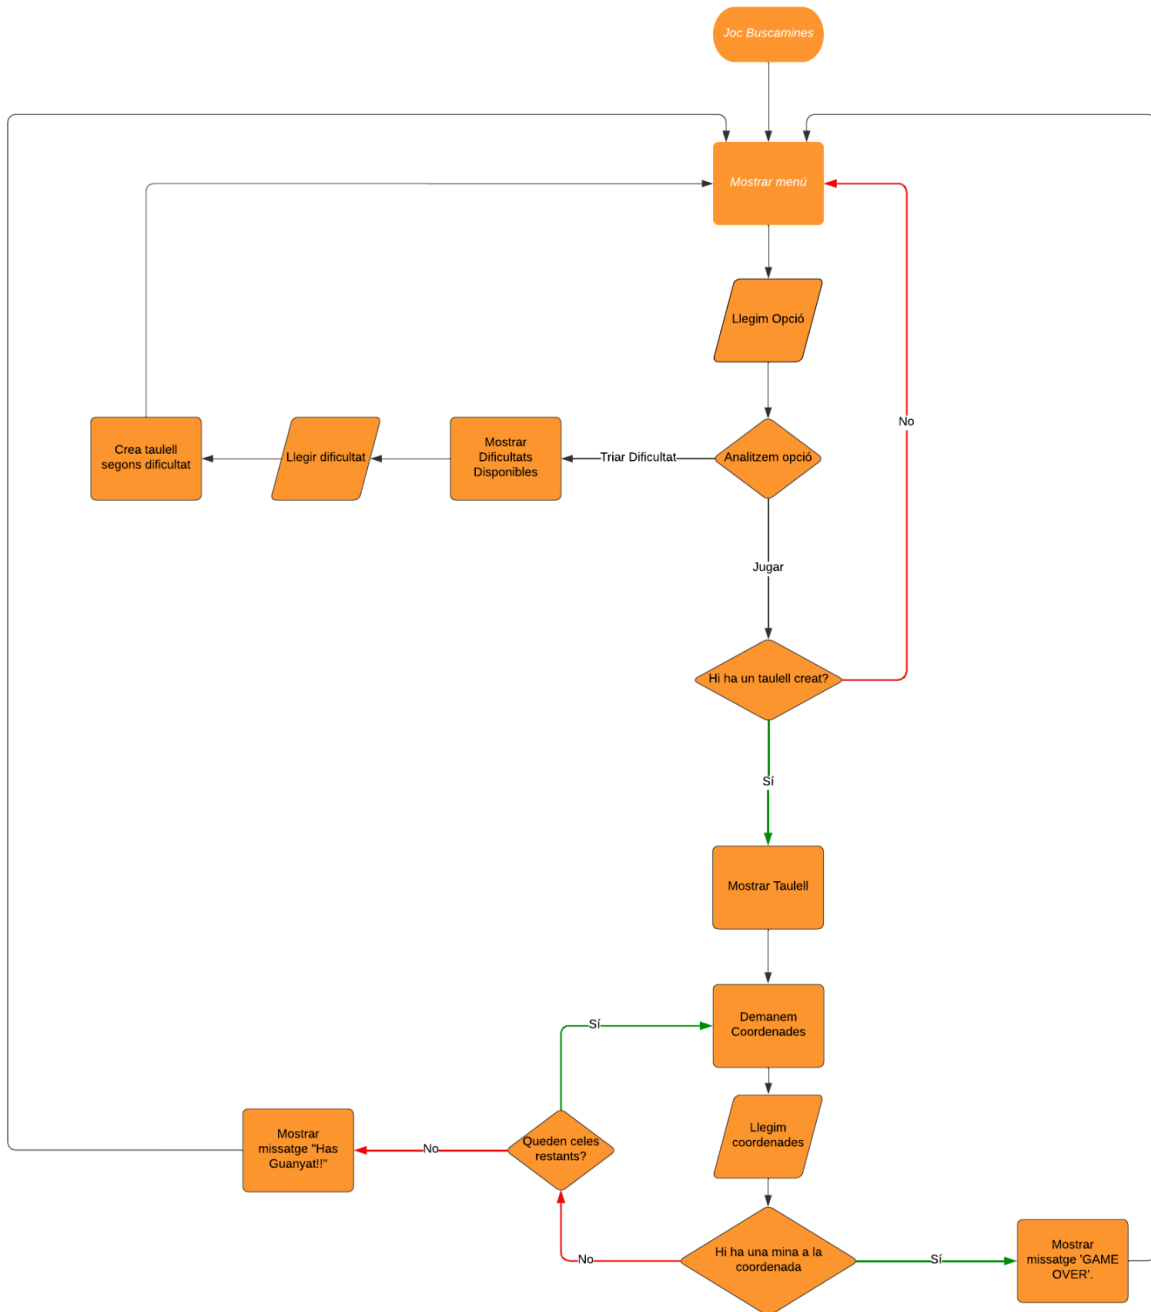 Joc Buscamines
Mostrar menú
Llegim Opció
No
Crea taulell
segons dificultat
Llegir dificultat
Mostrar
Dificultats
Disponibles
Triar Dificultat
Analitzem opció
Jugar
Hi ha un taulell creat?
Sí
Mostrar Taulell
Sí
Demanem
Coordenades
Mostrar
missatge "Has
Guanyat!!"
No
Queden celes
restants?
Llegim
coordenades
No
Hi ha una mina a la
coordenada
Sí
Mostrar
missatge 'GAME
OVER'.